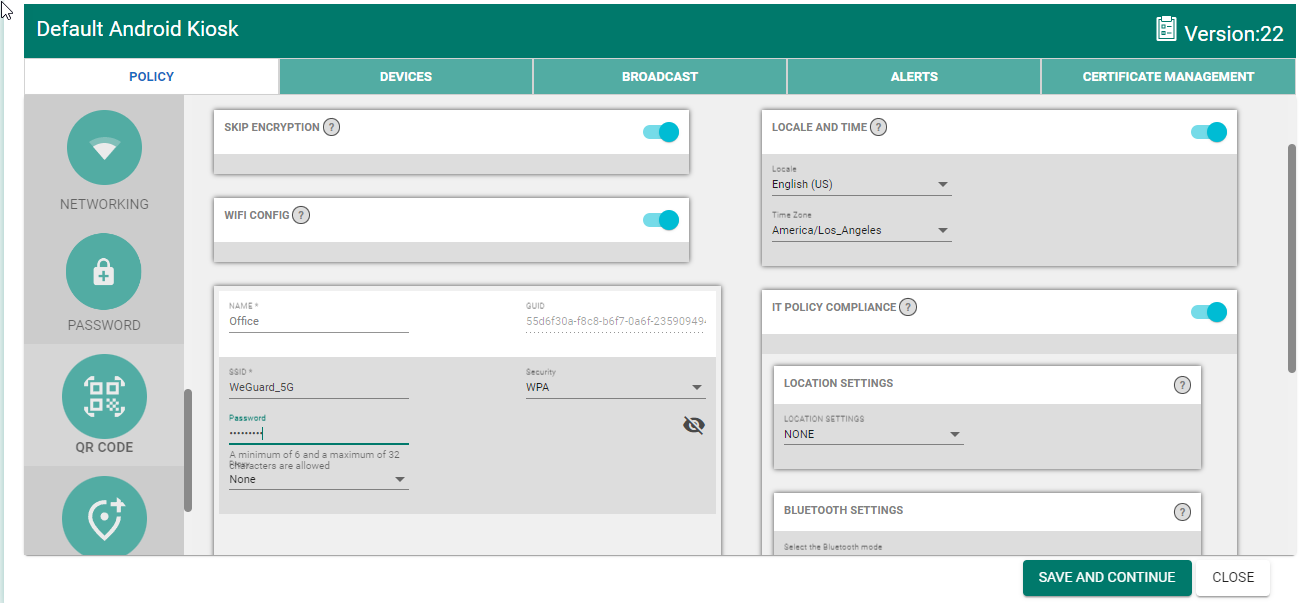 Default Android Kiosk
Version:22
POLICY
DEVICES
BROADCAST
ALERTS
CERTIFICATE MANAGEMENT
NETWORKING
PASSWORD
QR CODE
SKIP ENCRYPTION ?
WIFI CONFIG ?
NAME *
Office
GUID
55d6f30a-f8c8-b6f7-0a6f-23590949
SSID *
WeGuard_5G
Security
WPA
Password
•••••••••
A minimum of 6 and a maximum of 32
characters are allowed
None
LOCALE AND TIME ?
Locale
English (US)
Time Zone
America/Los_Angeles
IT POLICY COMPLIANCE ?
LOCATION SETTINGS ?
LOCATION SETTINGS
NONE
BLUETOOTH SETTINGS ?
Select the Bluetooth mode
SAVE AND CONTINUE
CLOSE